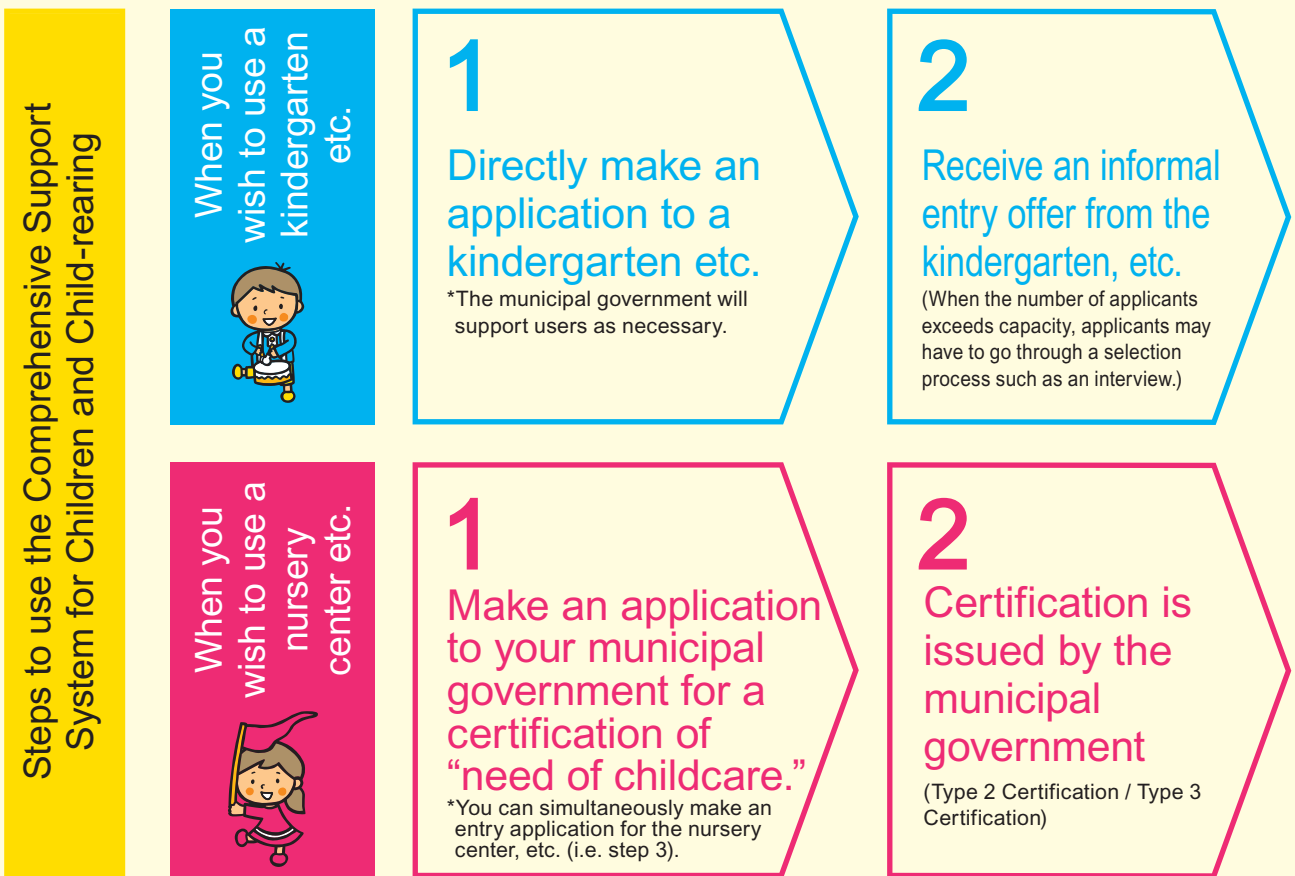 Steps to use the Comprehensive Support
System for Children and Child-rearing
When you
wish to use a
kindergarten
etc.
1
Directly make an
application to a
kindergarten etc.
*The municipal government will
support users as necessary.
2
Receive an informal
entry offer from the
kindergarten, etc.
(When the number of applicants
exceeds capacity, applicants may
have to go through a selection
process such as an interview.)
When you
wish to use a
nursery
center etc.
1
Make an application
to your municipal
government for a
certification of
“need of childcare.”
*You can simultaneously make an
entry application for the nursery
center, etc. (i.e. step 3).
2
Certification is
issued by the
municipal
government
(Type 2 Certification / Type 3
Certification)